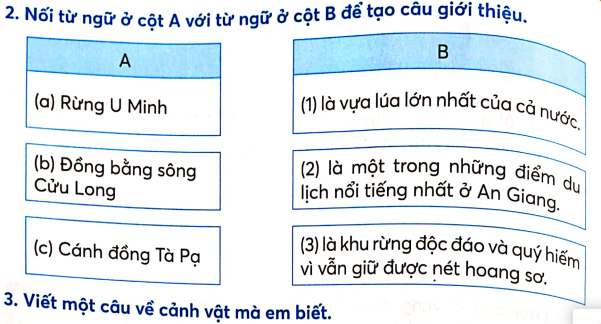 2. Nối từ ngữ ở cột A với từ ngữ ở cột B để tạo câu giới thiệu.
A
(a) Rừng U Minh
(b) Đồng bằng sông
Cửu Long
(c) Cánh đồng Tà Pạ
B
(1) là vựa lúa lớn nhất của cả nước.
(2) là một trong những điểm du
lịch nổi tiếng nhất ở An Giang.
(3) là khu rừng độc đáo và quý hiếm
vì vẫn giữ được nét hoang sơ.
3. Viết một câu về cảnh vật mà em biết.